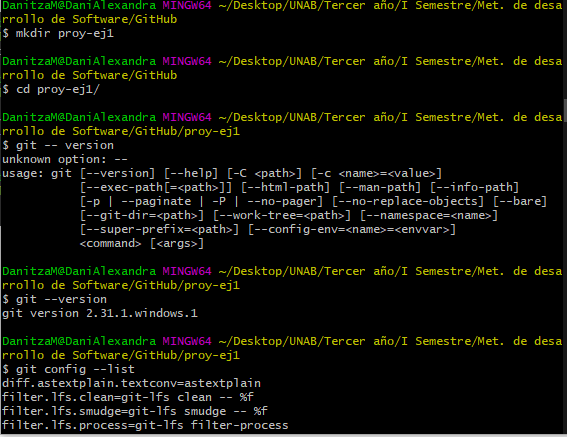 DanitzaM@DaniAlexandra MINGW64 ~/Desktop/UNAB/Tercer año/I Semestre/Met. de desa
rrollo de Software/GitHub
$ mkdir proy-ej1
DanitzaM@DaniAlexandra MINGW64 ~/Desktop/UNAB/Tercer año/I Semestre/Met. de desa
rrollo de Software/GitHub
$ cd proy-ej1/
DanitzaM@DaniAlexandra MINGW64 ~/Desktop/UNAB/Tercer año/I Semestre/Met. de desa
rrollo de Software/GitHub/proy-ej1
$ git -- version
unknown option: --
usage: git [--version] [--help] [-C <path>] [-c <name>=<value>]
           [--exec-path[=<path>]] [--html-path] [--man-path] [--info-path]
           [-p | --paginate | -P | --no-pager] [--no-replace-objects] [--bare]
           [--git-dir=<path>] [--work-tree=<path>] [--namespace=<name>]
           [--super-prefix=<path>] [--config-env=<name>=<envvar>]
           <command> [<args>]
DanitzaM@DaniAlexandra MINGW64 ~/Desktop/UNAB/Tercer año/I Semestre/Met. de desa
rrollo de Software/GitHub/proy-ej1
$ git --version
git version 2.31.1.windows.1
DanitzaM@DaniAlexandra MINGW64 ~/Desktop/UNAB/Tercer año/I Semestre/Met. de desa
rrollo de Software/GitHub/proy-ej1
$ git config --list
diff.astextplain.textconv=astextplain
filter.lfs.clean=git-lfs clean -- %f
filter.lfs.smudge=git-lfs smudge -- %f
filter.lfs.process=git-lfs filter-process